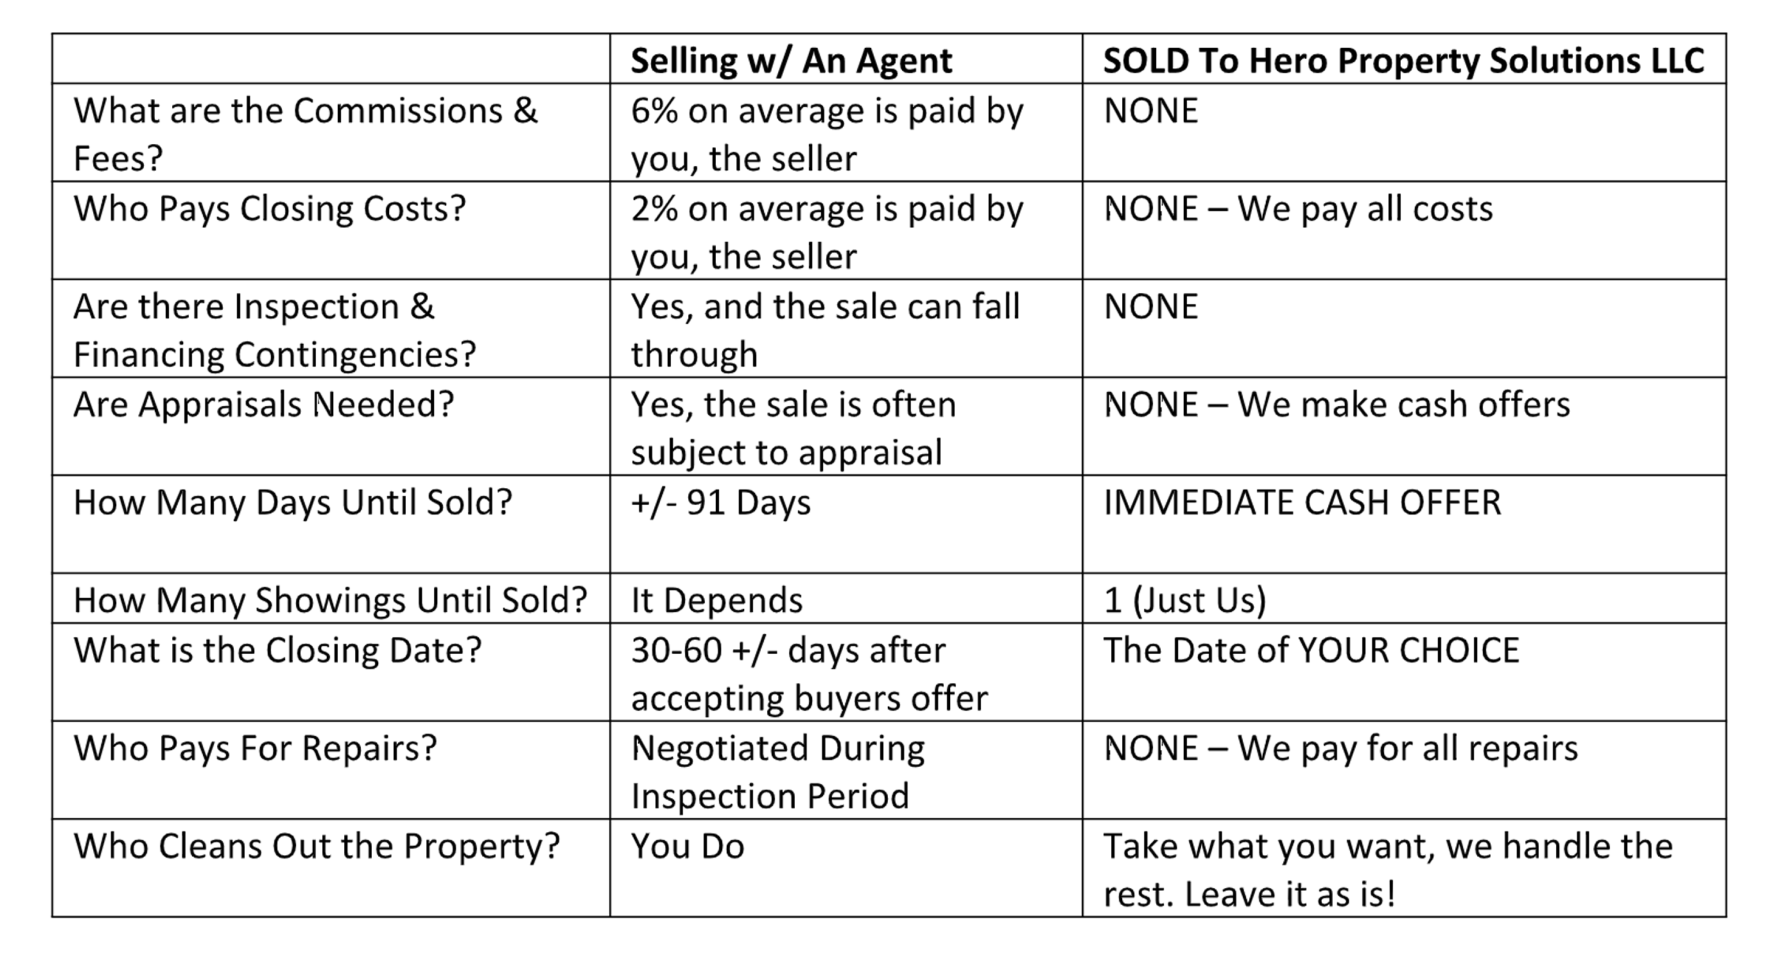 Selling w/ An Agent
SOLD To Hero Property Solutions LLC
What are the Commissions &
Fees?
6% on average is paid by
you, the seller
NONE
Who Pays Closing Costs?
2% on average is paid by
you, the seller
NONE – We pay all costs
Are there Inspection &
Financing Contingencies?
Yes, and the sale can fall
through
NONE
Are Appraisals Needed?
Yes, the sale is often
subject to appraisal
NONE – We make cash offers
How Many Days Until Sold?
+/- 91 Days
IMMEDIATE CASH OFFER
How Many Showings Until Sold?
It Depends
1 (Just Us)
What is the Closing Date?
30-60 +/- days after
accepting buyers offer
The Date of YOUR CHOICE
Who Pays For Repairs?
Negotiated During
Inspection Period
NONE – We pay for all repairs
Who Cleans Out the Property?
You Do
Take what you want, we handle the
rest. Leave it as is!